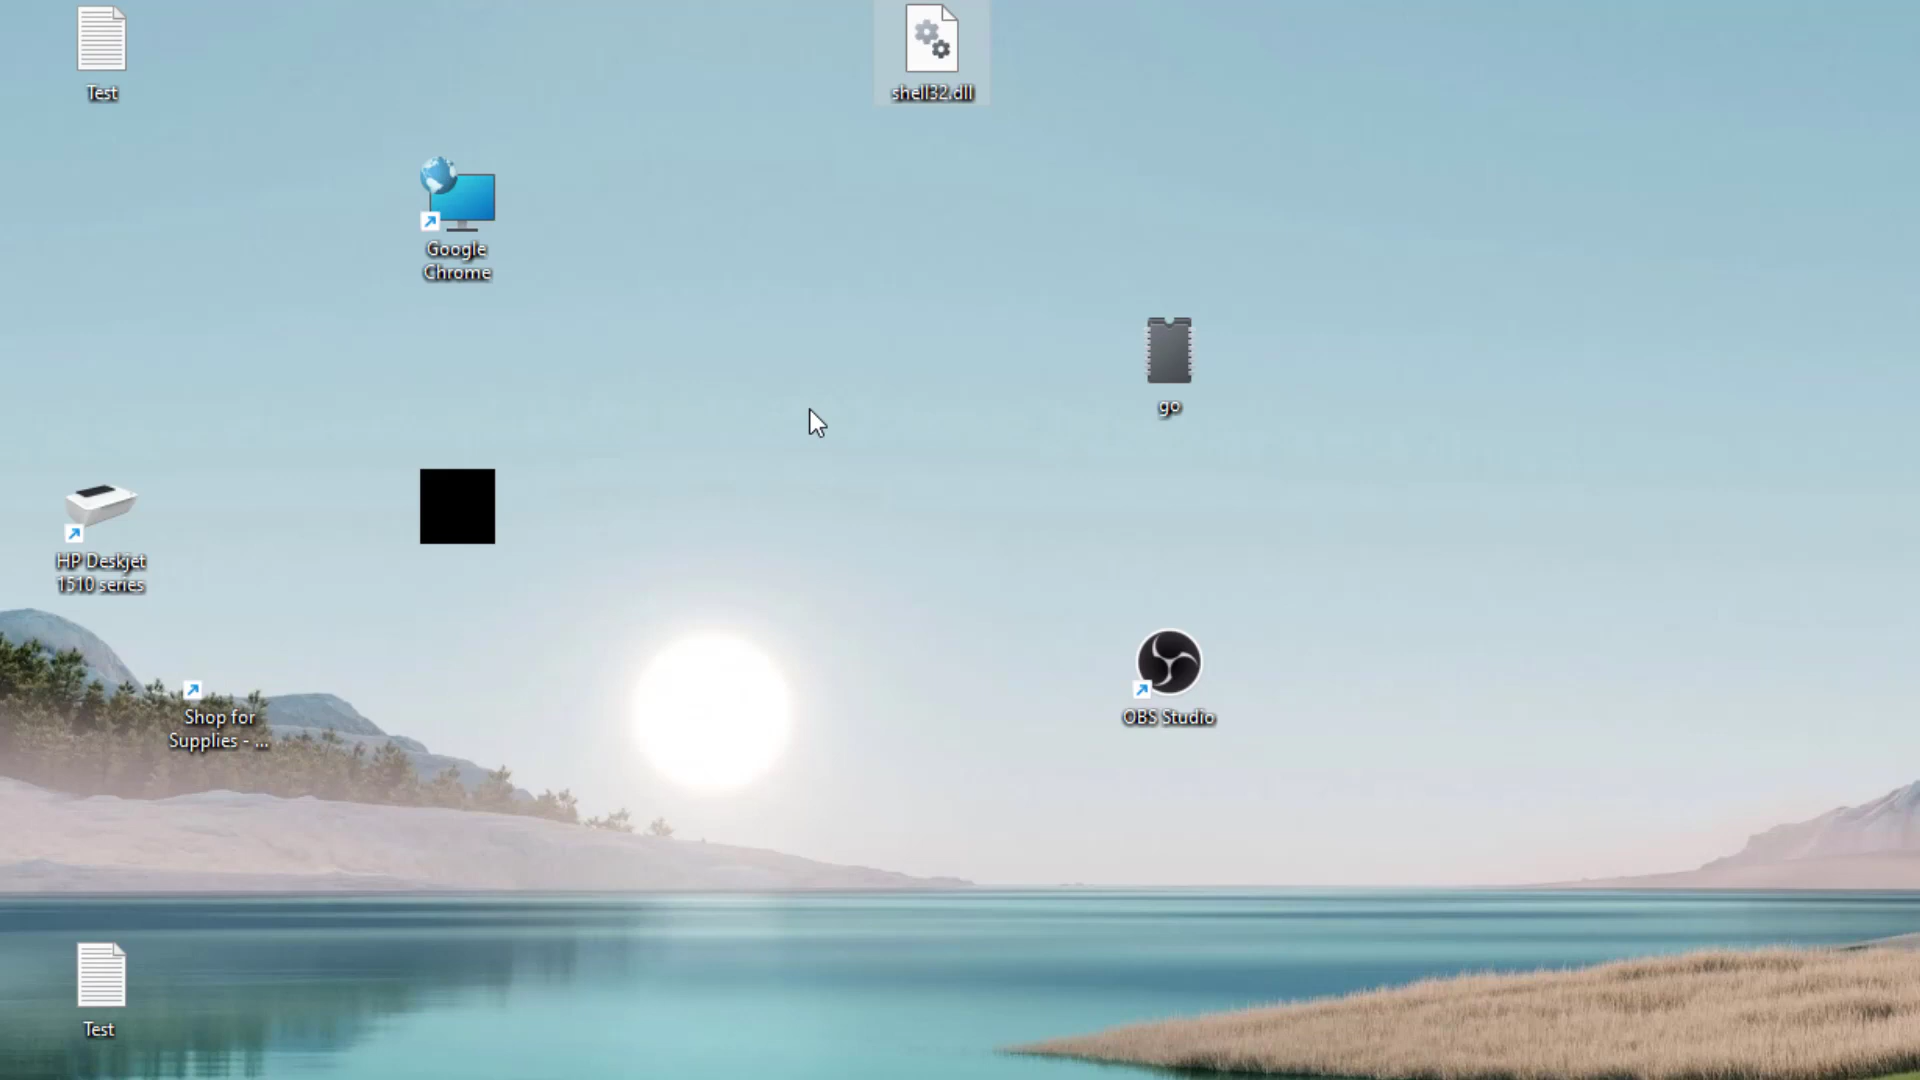 Test
shell32.dll
Google
Chrome
go
HP Deskjet
1510 series
Shop for
Supplies - ...
OBS Studio
Test